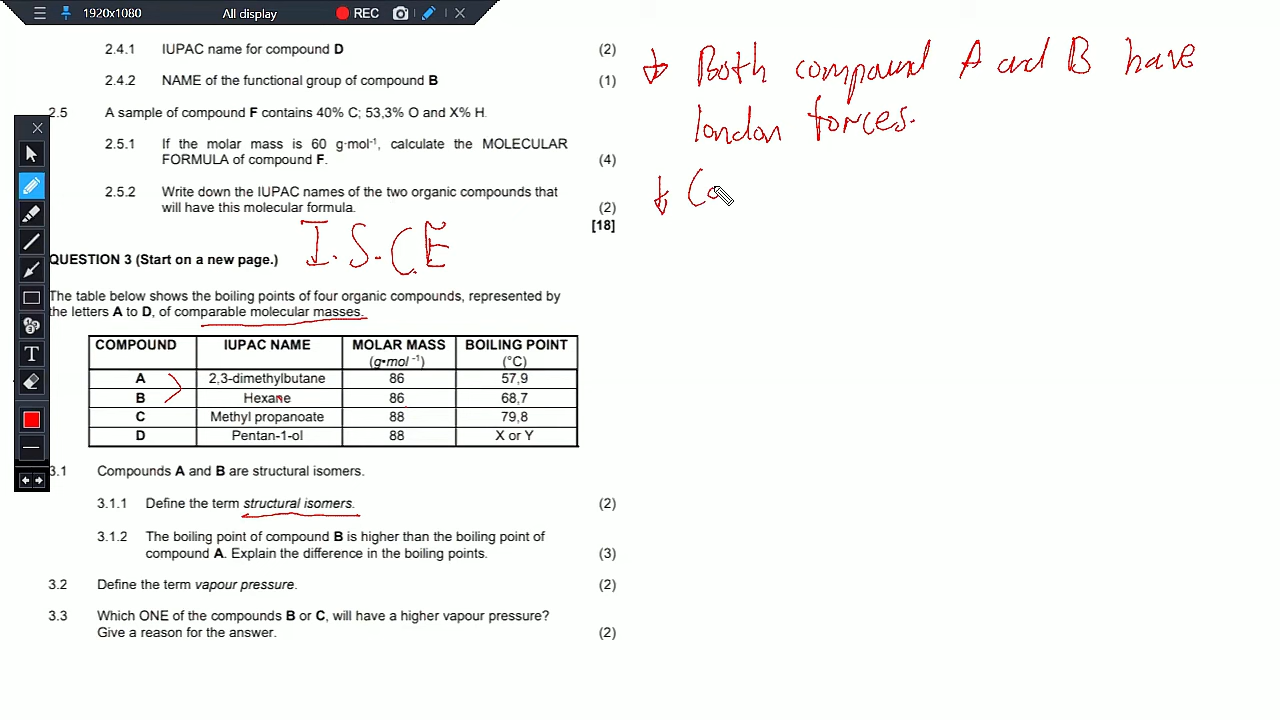 1920x1080
All display
REC
2.4.1 IUPAC name for compound D (2)
2.4.2 NAME of the functional group of compound B (1)
2.5 A sample of compound F contains 40% C; 53,3% O and X% H.
2.5.1 If the molar mass is 60 g·mol-1, calculate the MOLECULAR
FORMULA of compound F. (4)
2.5.2 Write down the IUPAC names of the two organic compounds that
will have this molecular formula. (2)
[18]
I.S.C.E
QUESTION 3 (Start on a new page.)
The table below shows the boiling points of four organic compounds, represented by
the letters A to D, of comparable molecular masses.
COMPOUND IUPAC NAME MOLAR MASS (g•mol -1) BOILING POINT (°C)
A 2,3-dimethylbutane 86 57,9
B Hexane 86 68,7
C Methyl propanoate 88 79,8
D Pentan-1-ol 88 X or Y
3.1 Compounds A and B are structural isomers.
3.1.1 Define the term structural isomers. (2)
3.1.2 The boiling point of compound B is higher than the boiling point of
compound A. Explain the difference in the boiling points. (3)
3.2 Define the term vapour pressure. (2)
3.3 Which ONE of the compounds B or C, will have a higher vapour pressure?
Give a reason for the answer. (2)
Both compound A and B have
london forces.
Co
T